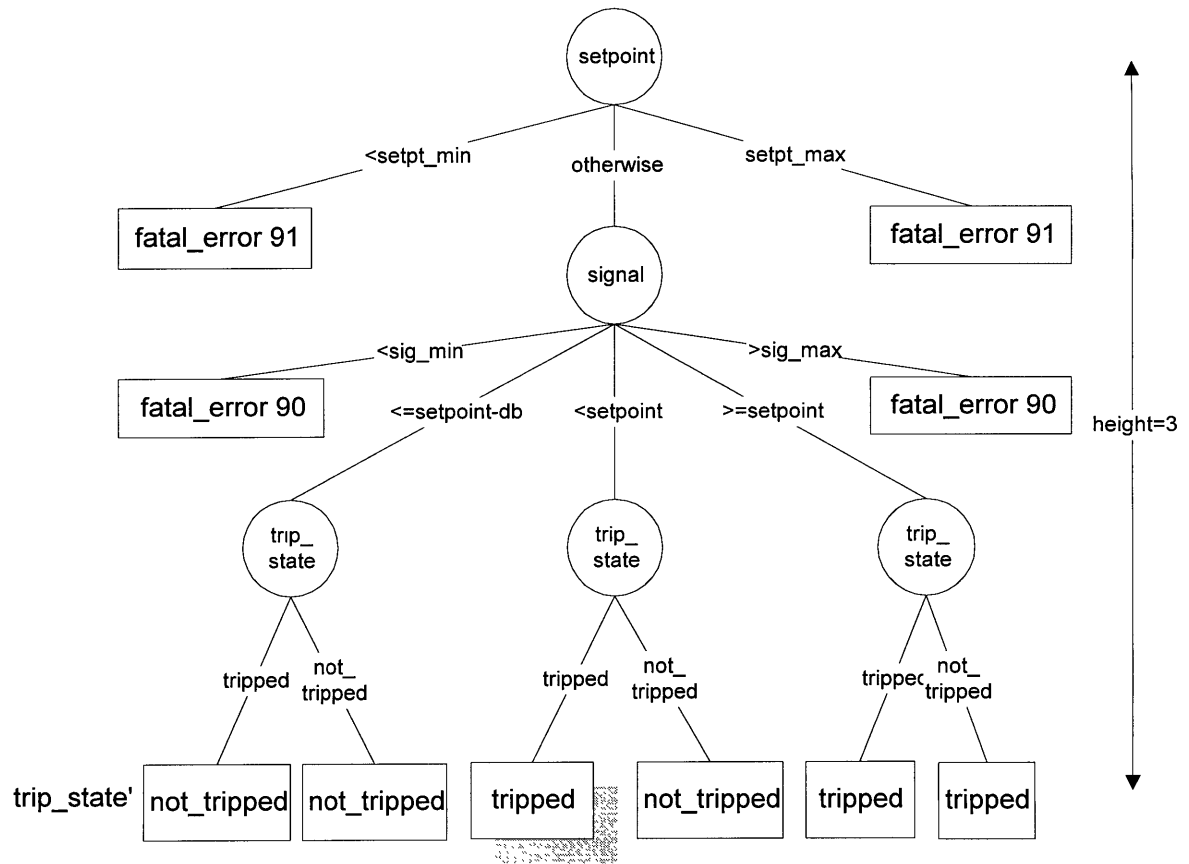 setpoint
<setpt_min
otherwise
setpt_max
fatal_error 91
fatal_error 91
signal
<sig_min
>sig_max
fatal_error 90
<=setpoint-db
<setpoint
>=setpoint
fatal_error 90
height=3
trip_
state
trip_
state
trip_
state
tripped
not_
tripped
tripped
not_
tripped
tripped
not_
tripped
trip_state'
not_tripped
not_tripped
tripped
not_tripped
tripped
tripped